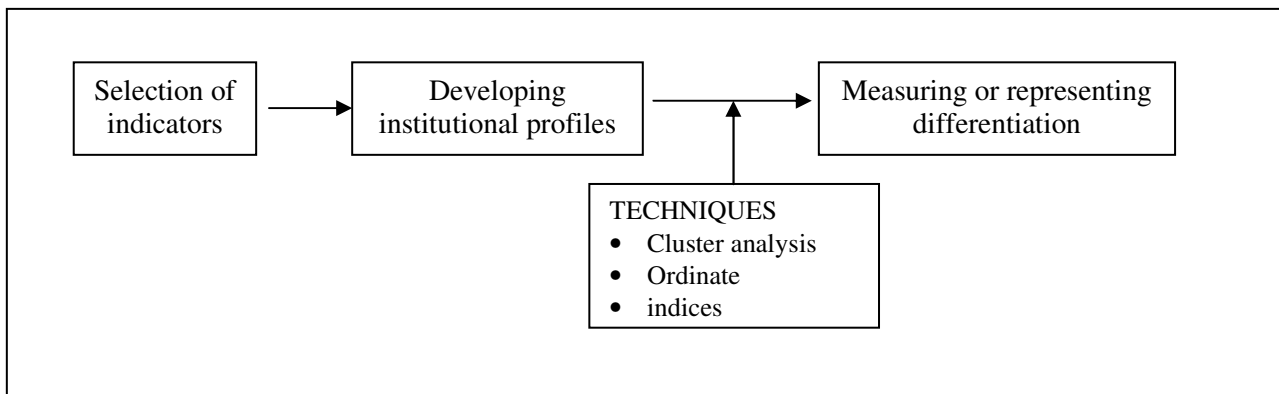 Selection of
indicators
Developing
institutional profiles
Measuring or representing
differentiation
TECHNIQUES
• Cluster analysis
• Ordinate
• indices